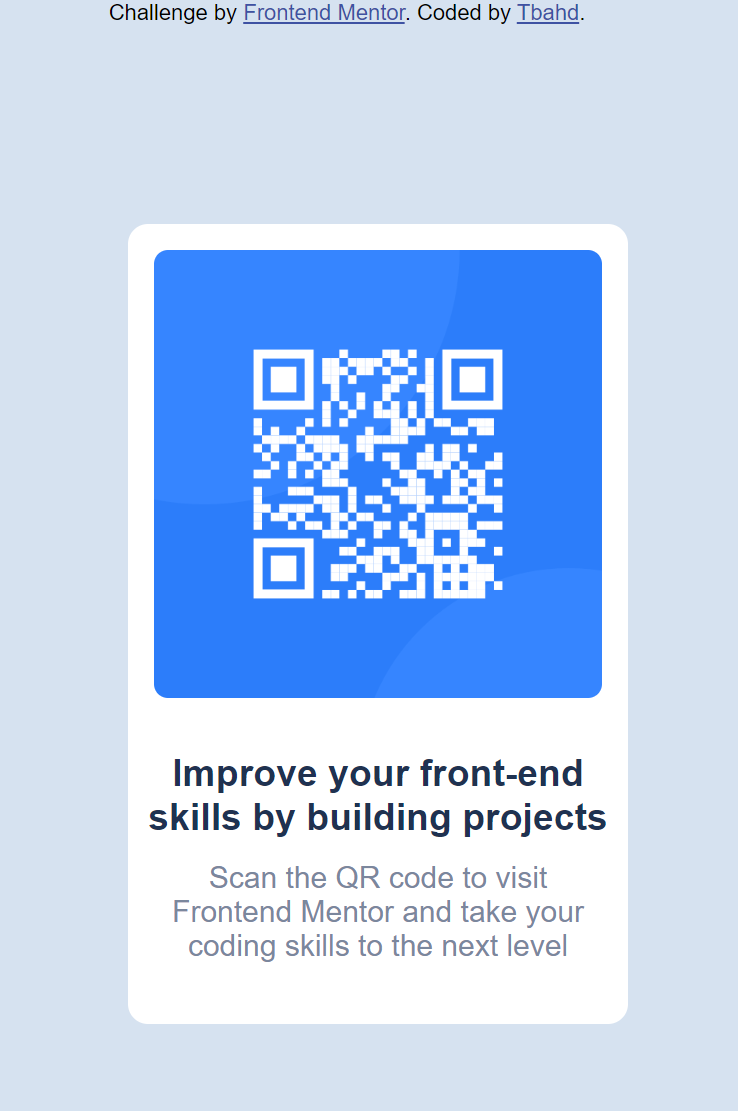 Challenge by Frontend Mentor. Coded by Tbahd.
Improve your front-end
skills by building projects
Scan the QR code to visit
Frontend Mentor and take your
coding skills to the next level